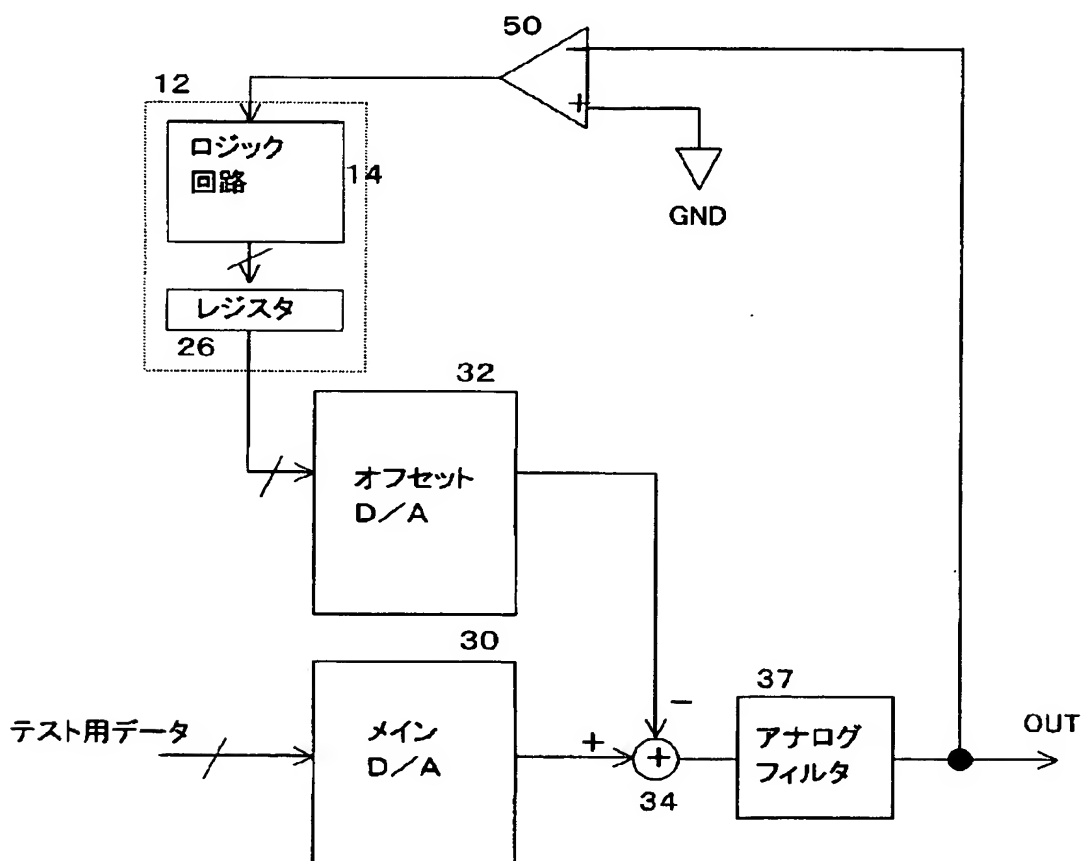 50
−
+
12
ロジック
回路
14
GND
レジスタ
26
32
オフセット
D/A
30
テスト用データ
メイン
D/A
+
−
+
34
37
アナログ
フィルタ
OUT